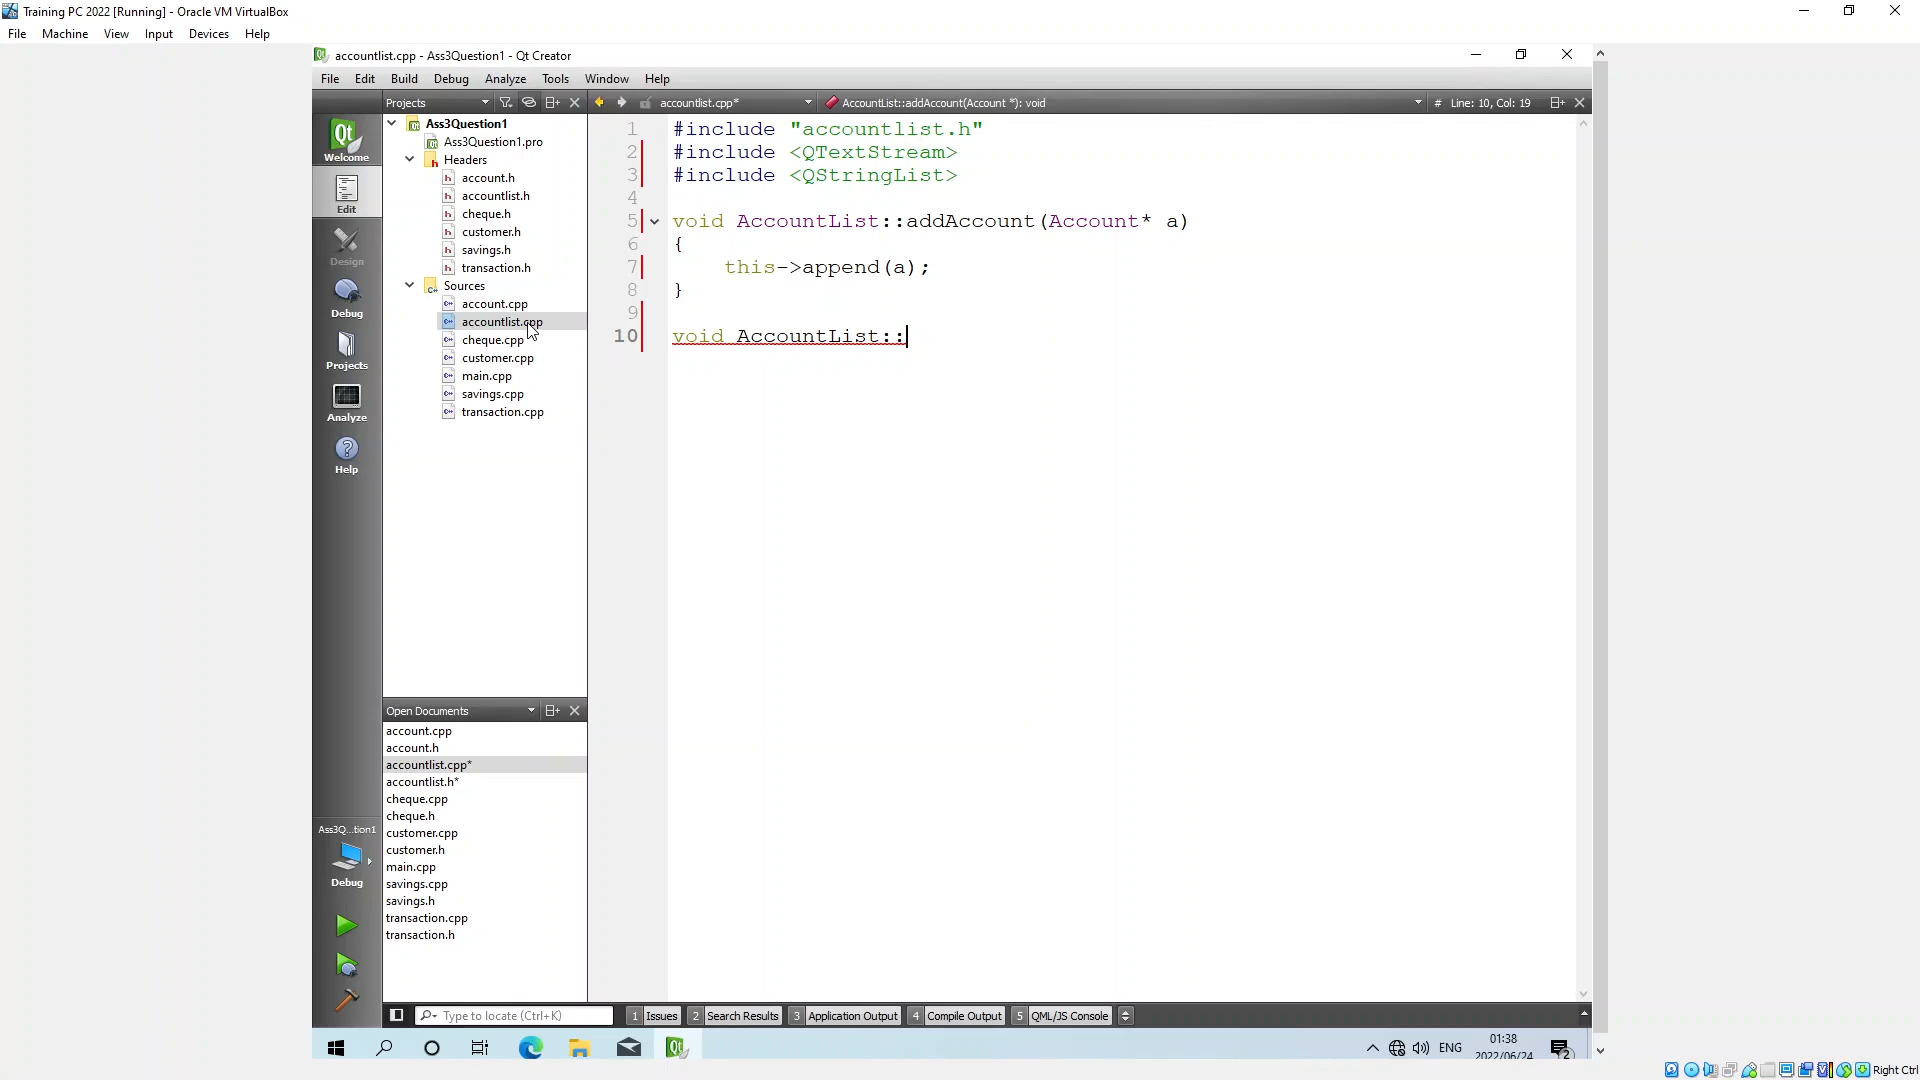 Training PC 2022 [Running] - Oracle VM VirtualBox
File Machine View Input Devices Help
accountlist.cpp - Ass3Question1 - Qt Creator
File Edit Build Debug Analyze Tools Window Help
Projects
accountlist.cpp*
AccountList::addAccount(Account *): void
# Line: 10, Col: 19
Qt
Welcome
Edit
Design
Debug
Projects
Analyze
Help
Ass3Question1
Ass3Question1.pro
Headers
account.h
accountlist.h
cheque.h
customer.h
savings.h
transaction.h
Sources
account.cpp
accountlist.cpp
cheque.cpp
customer.cpp
main.cpp
savings.cpp
transaction.cpp
1 #include "accountlist.h"
2 #include <QTextStream>
3 #include <QStringList>
4
5 void AccountList::addAccount(Account* a)
6 {
7 this->append(a);
8 }
9
10 void AccountList::
Open Documents
account.cpp
account.h
accountlist.cpp*
accountlist.h*
cheque.cpp
cheque.h
customer.cpp
customer.h
main.cpp
savings.cpp
savings.h
transaction.cpp
transaction.h
Ass3Q...tion1
Debug
Type to locate (Ctrl+K)
1 Issues 2 Search Results 3 Application Output 4 Compile Output 5 QML/JS Console
ENG
01:38
2022/06/24
2
Right Ctrl